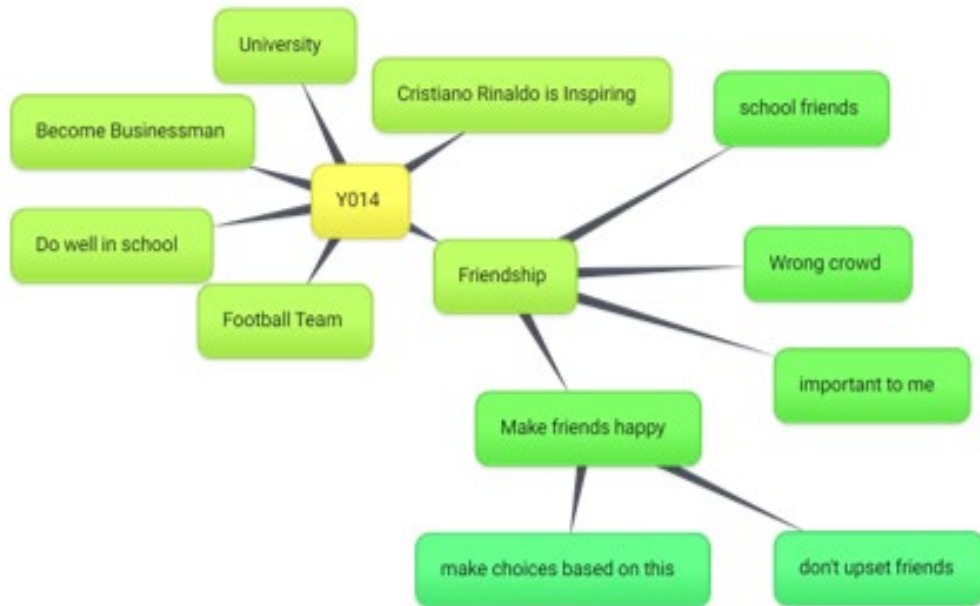 University
Cristiano Rinaldo is Inspiring
school friends
Become Businessman
Y014
Do well in school
Friendship
Wrong crowd
Football Team
important to me
Make friends happy
make choices based on this
don't upset friends